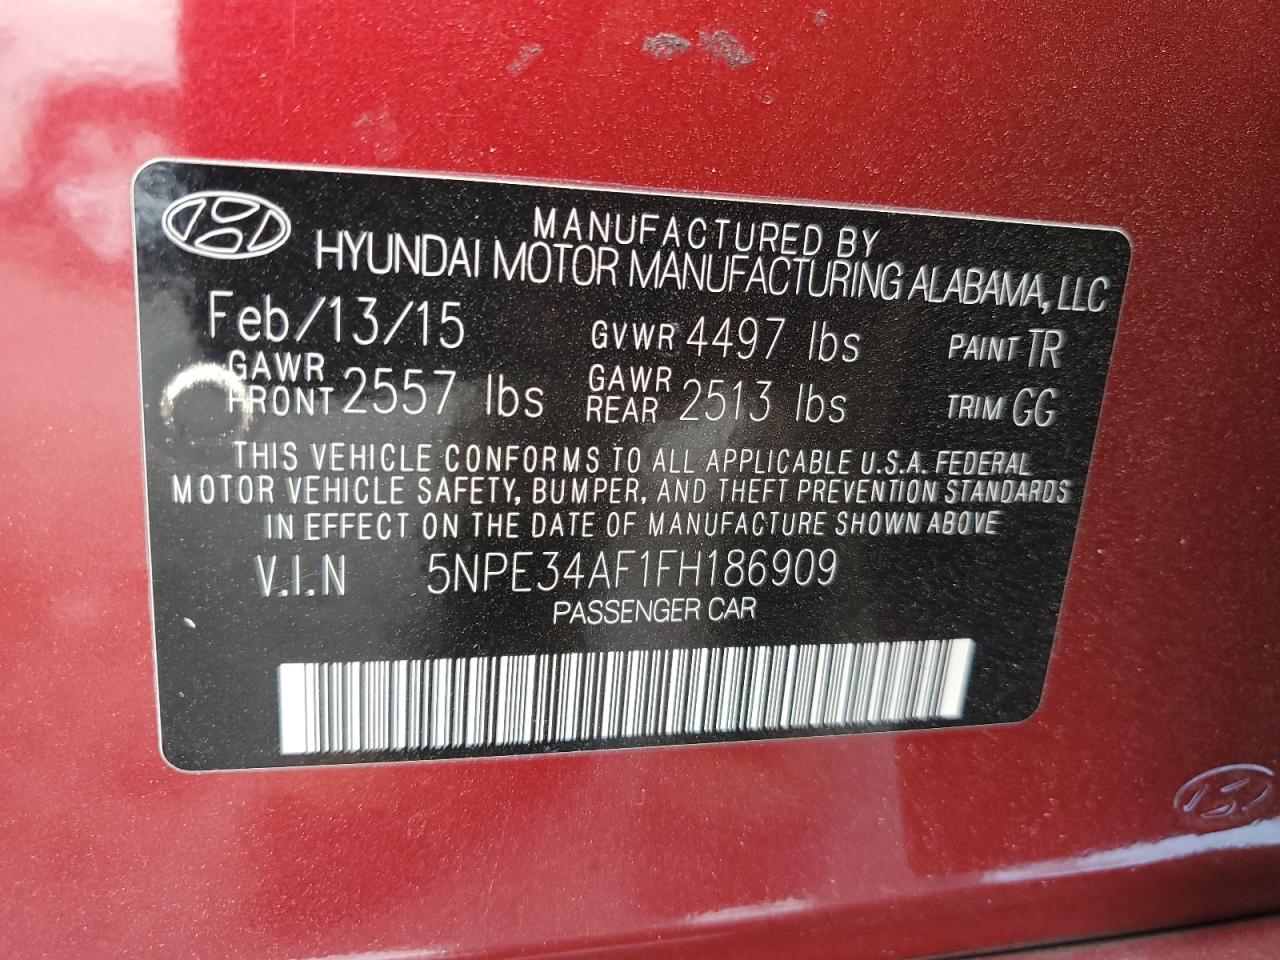 MANUFACTURED BY
HYUNDAI MOTOR MANUFACTURING ALABAMA, LLC
Feb/13/15 GVWR 4497 lbs PAINT TR
GAWR FRONT 2557 lbs GAWR REAR 2513 lbs TRIM GG
THIS VEHICLE CONFORMS TO ALL APPLICABLE U.S.A. FEDERAL
MOTOR VEHICLE SAFETY, BUMPER, AND THEFT PREVENTION STANDARDS
IN EFFECT ON THE DATE OF MANUFACTURE SHOWN ABOVE
V.I.N 5NPE34AF1FH186909
PASSENGER CAR